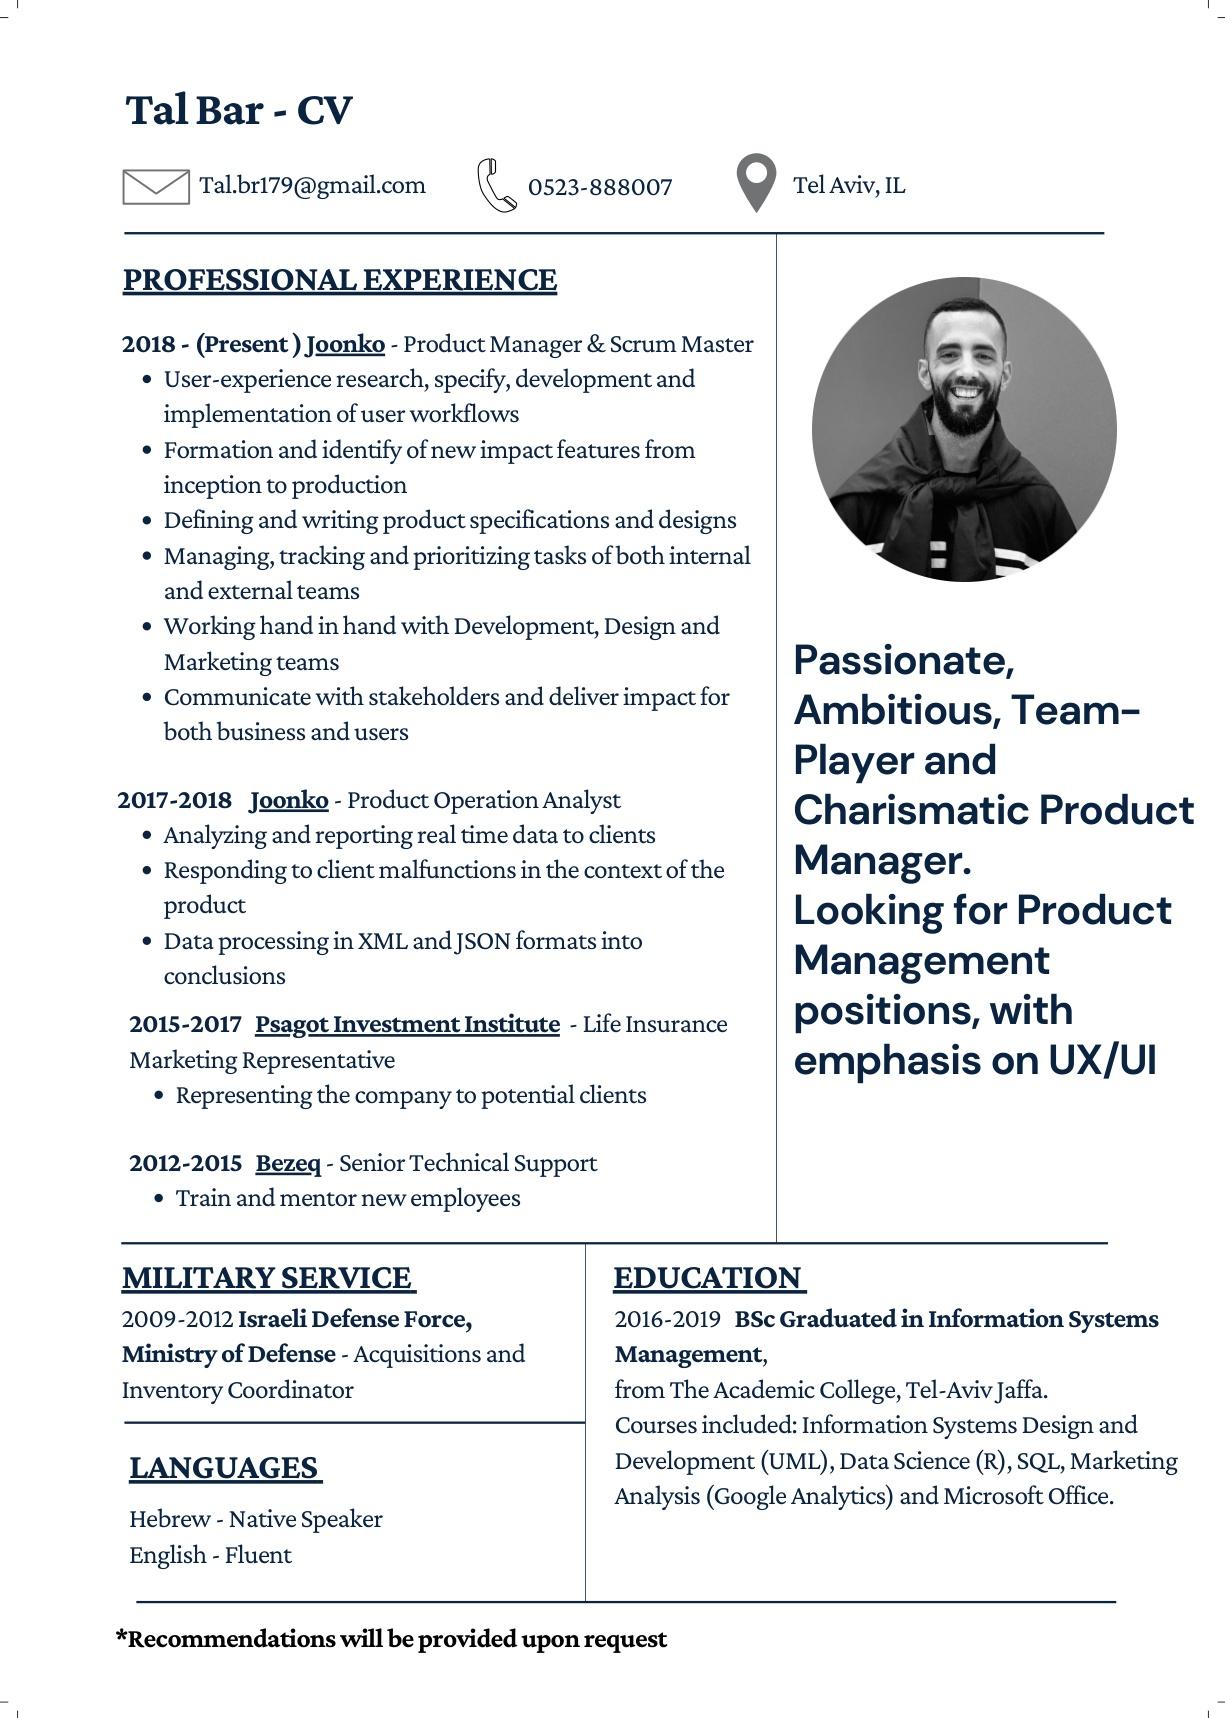 Tal Bar - CV
Tal.br179@gmail.com
0523-888007
Tel Aviv, IL
PROFESSIONAL EXPERIENCE
2018 - (Present ) Joonko - Product Manager & Scrum Master
• User-experience research, specify, development and
implementation of user workflows
• Formation and identify of new impact features from
inception to production
• Defining and writing product specifications and designs
• Managing, tracking and prioritizing tasks of both internal
and external teams
• Working hand in hand with Development, Design and
Marketing teams
• Communicate with stakeholders and deliver impact for
both business and users
2017-2018 Joonko - Product Operation Analyst
• Analyzing and reporting real time data to clients
• Responding to client malfunctions in the context of the
product
• Data processing in XML and JSON formats into
conclusions
2015-2017 Psagot Investment Institute - Life Insurance
Marketing Representative
• Representing the company to potential clients
2012-2015 Bezeq - Senior Technical Support
• Train and mentor new employees
Passionate,
Ambitious, Team-
Player and
Charismatic Product
Manager.
Looking for Product
Management
positions, with
emphasis on UX/UI
MILITARY SERVICE
2009-2012 Israeli Defense Force,
Ministry of Defense - Acquisitions and
Inventory Coordinator
LANGUAGES
Hebrew - Native Speaker
English - Fluent
EDUCATION
2016-2019 BSc Graduated in Information Systems
Management,
from The Academic College, Tel-Aviv Jaffa.
Courses included: Information Systems Design and
Development (UML), Data Science (R), SQL, Marketing
Analysis (Google Analytics) and Microsoft Office.
*Recommendations will be provided upon request